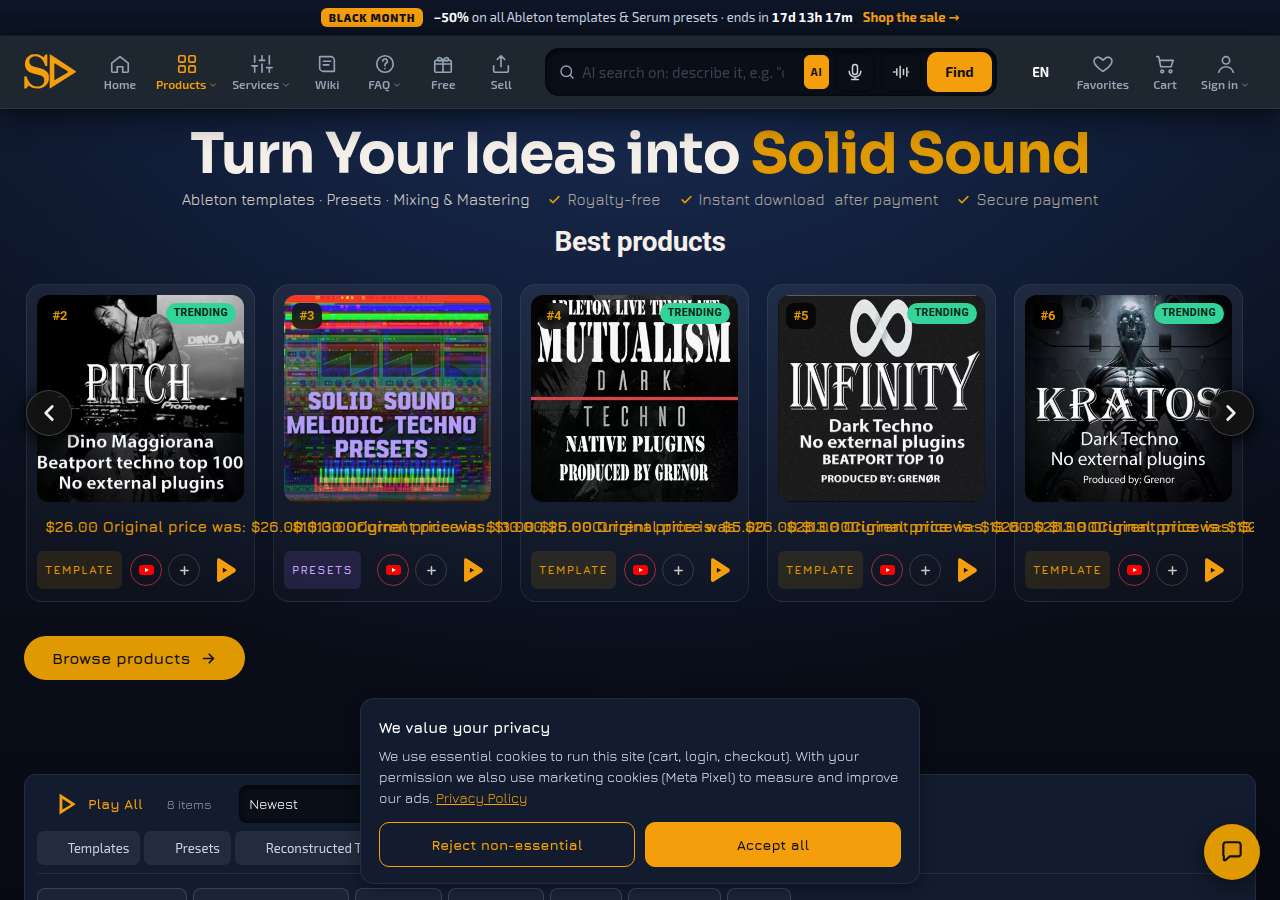 BLACK MONTH −50% on all Ableton templates & Serum presets · ends in 17d 13h 17m Shop the sale →
SD
Home
Products
Services
Wiki
FAQ
Free
Sell
AI search on: describe it, e.g.
AI
Find
EN
Favorites
Cart
Sign in
Turn Your Ideas into Solid Sound
Ableton templates · Presets · Mixing & Mastering Royalty-free Instant download after payment Secure payment
Best products
#2 TRENDING
PITCH
Pioneer
Dino Maggiorana
Beatport techno top 100
No external plugins
#3
SOLID SOUND
MELODIC TECHNO
PRESETS
#4 TRENDING
MUTUALISM
DARK
TECHNO
NATIVE PLUGINS
PRODUCED BY GRENOR
#5 TRENDING
INFINITY
Dark Techno
No external plugins
BEATPORT TOP 10
PRODUCED BY: GRENØR
#6 TRENDING
KRATOS
Dark Techno
No external plugins
Produced by: Grenor
$26.00 Original price was:
TEMPLATE
PRESETS
TEMPLATE
TEMPLATE
TEMPLATE
Browse products →
We value your privacy
We use essential cookies to run this site (cart, login, checkout). With your
permission we also use marketing cookies (Meta Pixel) to measure and improve
our ads. Privacy Policy
Reject non-essential
Accept all
Play All
8 items
Newest
Templates
Presets
Reconstructed